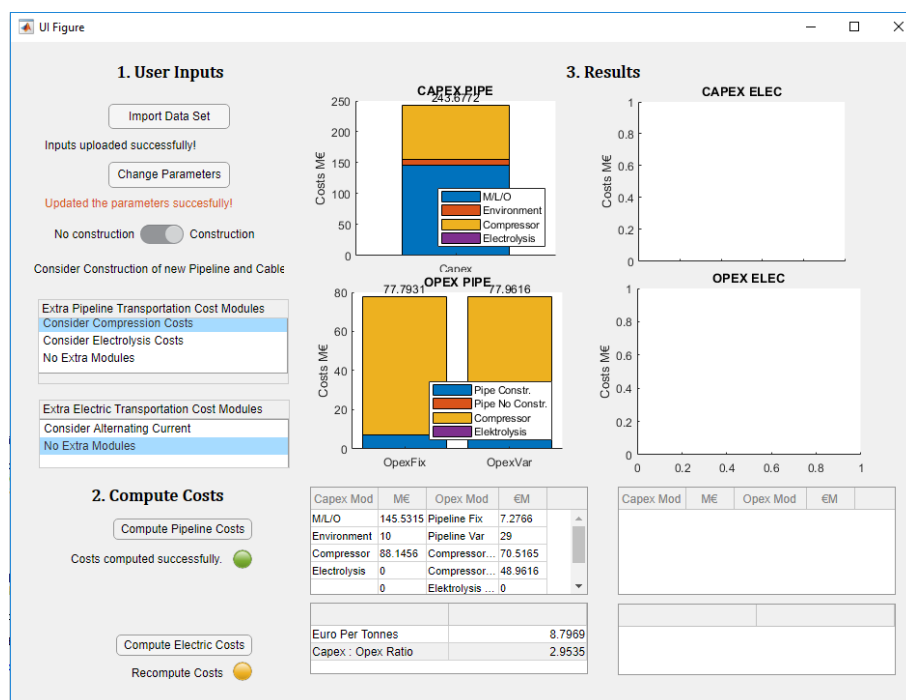 UI Figure
1. User Inputs
Import Data Set
Inputs uploaded successfully!
Change Parameters
Updated the parameters succesfully!
No construction Construction
Consider Construction of new Pipeline and Cable
Extra Pipeline Transportation Cost Modules
Consider Compression Costs
Consider Electrolysis Costs
No Extra Modules
Extra Electric Transportation Cost Modules
Consider Alternating Current
No Extra Modules
2. Compute Costs
Compute Pipeline Costs
Costs computed successfully.
Compute Electric Costs
Recompute Costs
3. Results
CAPEX PIPE
243.6772
250
200
150
100
50
0
Costs M€
M/L/O
Environment
Compressor
Electrolysis
Capex
CAPEX ELEC
1
0.8
0.6
0.4
0.2
0
Costs M€
OPEX PIPE
77.7931 77.9616
80
60
40
20
0
Costs M€
Pipe Constr.
Pipe No Constr.
Compressor
Elektrolysis
OpexFix OpexVar
OPEX ELEC
1
0.8
0.6
0.4
0.2
0
Costs M€
0 0.2 0.4 0.6 0.8 1
Capex Mod M€ Opex Mod €M
M/L/O 145.5315 Pipeline Fix 7.2766
Environment 10 Pipeline Var 29
Compressor 88.1456 Compressor... 70.5165
Electrolysis 0 Compressor... 48.9616
0 Elektrolysis ... 0
Euro Per Tonnes 8.7969
Capex : Opex Ratio 2.9535
Capex Mod M€ Opex Mod €M